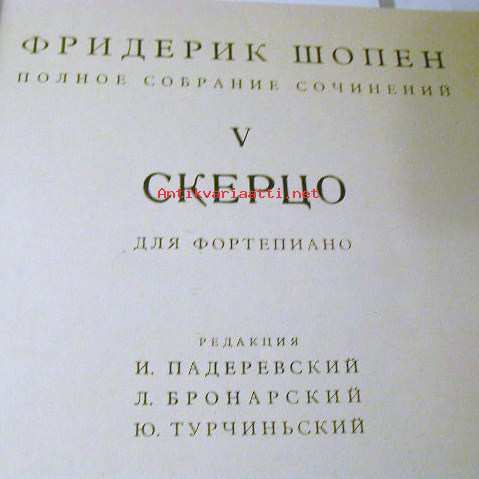 ФРИДЕРИК ШОПЕН
ПОЛНОЕ СОБРАНИЕ СОЧИНЕНИЙ
V
СКЕРЦО
Antikvariaatti.net
ДЛЯ ФОРТЕПИАНО
РЕДАКЦИЯ
И. ПАДЕРЕВСКИЙ
Л. БРОНАРСКИЙ
Ю. ТУРЧИНЬСКИЙ